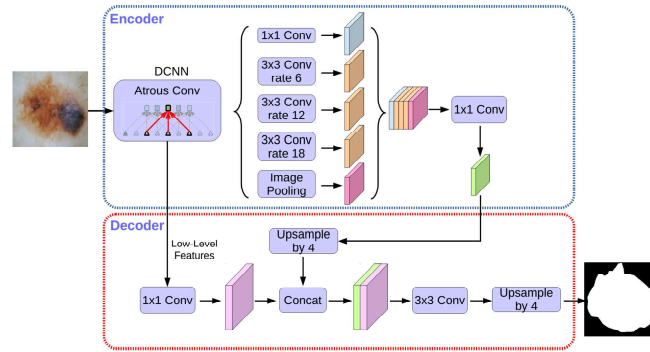 Encoder
DCNN
Atrous Conv
1x1 Conv
3x3 Conv
rate 6
3x3 Conv
rate 12
3x3 Conv
rate 18
Image
Pooling
1x1 Conv
Decoder
Low-Level
Features
Upsample
by 4
1x1 Conv
Concat
3x3 Conv
Upsample
by 4